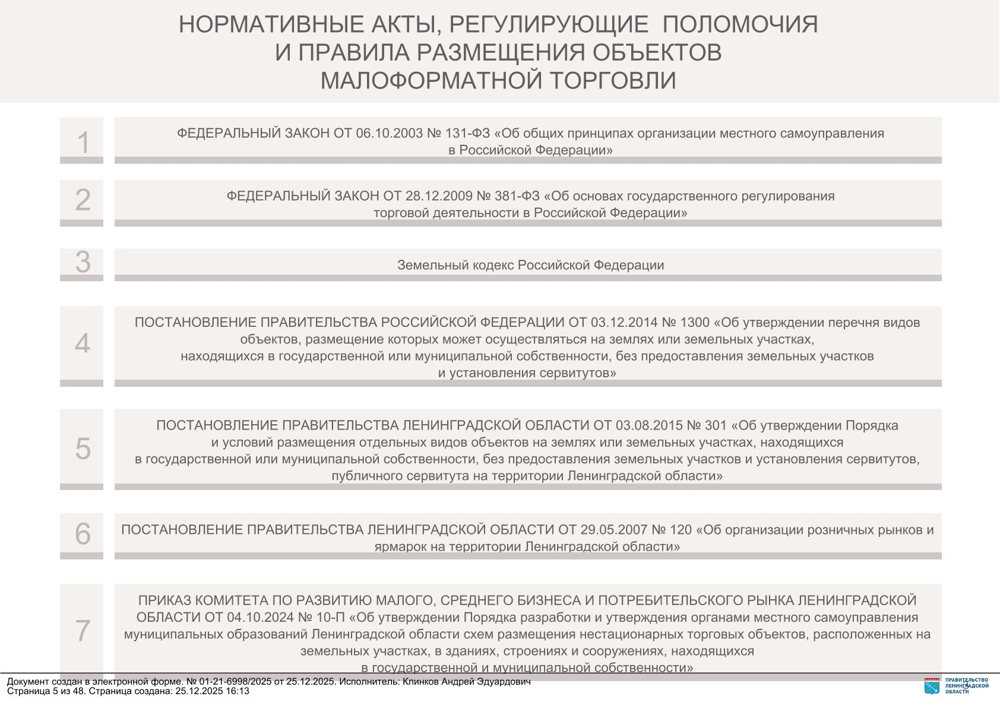 НОРМАТИВНЫЕ АКТЫ, РЕГУЛИРУЮЩИЕ ПОЛОМОЧИЯ
И ПРАВИЛА РАЗМЕЩЕНИЯ ОБЪЕКТОВ
МАЛОФОРМАТНОЙ ТОРГОВЛИ
1
ФЕДЕРАЛЬНЫЙ ЗАКОН ОТ 06.10.2003 № 131-ФЗ «Об общих принципах организации местного самоуправления
в Российской Федерации»
2
ФЕДЕРАЛЬНЫЙ ЗАКОН ОТ 28.12.2009 № 381-ФЗ «Об основах государственного регулирования
торговой деятельности в Российской Федерации»
3
Земельный кодекс Российской Федерации
4
ПОСТАНОВЛЕНИЕ ПРАВИТЕЛЬСТВА РОССИЙСКОЙ ФЕДЕРАЦИИ ОТ 03.12.2014 № 1300 «Об утверждении перечня видов
объектов, размещение которых может осуществляться на землях или земельных участках,
находящихся в государственной или муниципальной собственности, без предоставления земельных участков
и установления сервитутов»
5
ПОСТАНОВЛЕНИЕ ПРАВИТЕЛЬСТВА ЛЕНИНГРАДСКОЙ ОБЛАСТИ ОТ 03.08.2015 № 301 «Об утверждении Порядка
и условий размещения отдельных видов объектов на землях или земельных участках, находящихся
в государственной или муниципальной собственности, без предоставления земельных участков и установления сервитутов,
публичного сервитута на территории Ленинградской области»
6
ПОСТАНОВЛЕНИЕ ПРАВИТЕЛЬСТВА ЛЕНИНГРАДСКОЙ ОБЛАСТИ ОТ 29.05.2007 № 120 «Об организации розничных рынков и
ярмарок на территории Ленинградской области»
7
ПРИКАЗ КОМИТЕТА ПО РАЗВИТИЮ МАЛОГО, СРЕДНЕГО БИЗНЕСА И ПОТРЕБИТЕЛЬСКОГО РЫНКА ЛЕНИНГРАДСКОЙ
ОБЛАСТИ ОТ 04.10.2024 № 10-П «Об утверждении Порядка разработки и утверждения органами местного самоуправления
муниципальных образований Ленинградской области схем размещения нестационарных торговых объектов, расположенных на
земельных участках, в зданиях, строениях и сооружениях, находящихся
в государственной и муниципальной собственности»
Документ создан в электронной форме. № 01-21-6998/2025 от 25.12.2025. Исполнитель: Клинков Андрей Эдуардович
Страница 5 из 48. Страница создана: 25.12.2025 16:13
ПРАВИТЕЛЬСТВО
ЛЕНИНГРАДСКОЙ
ОБЛАСТИ